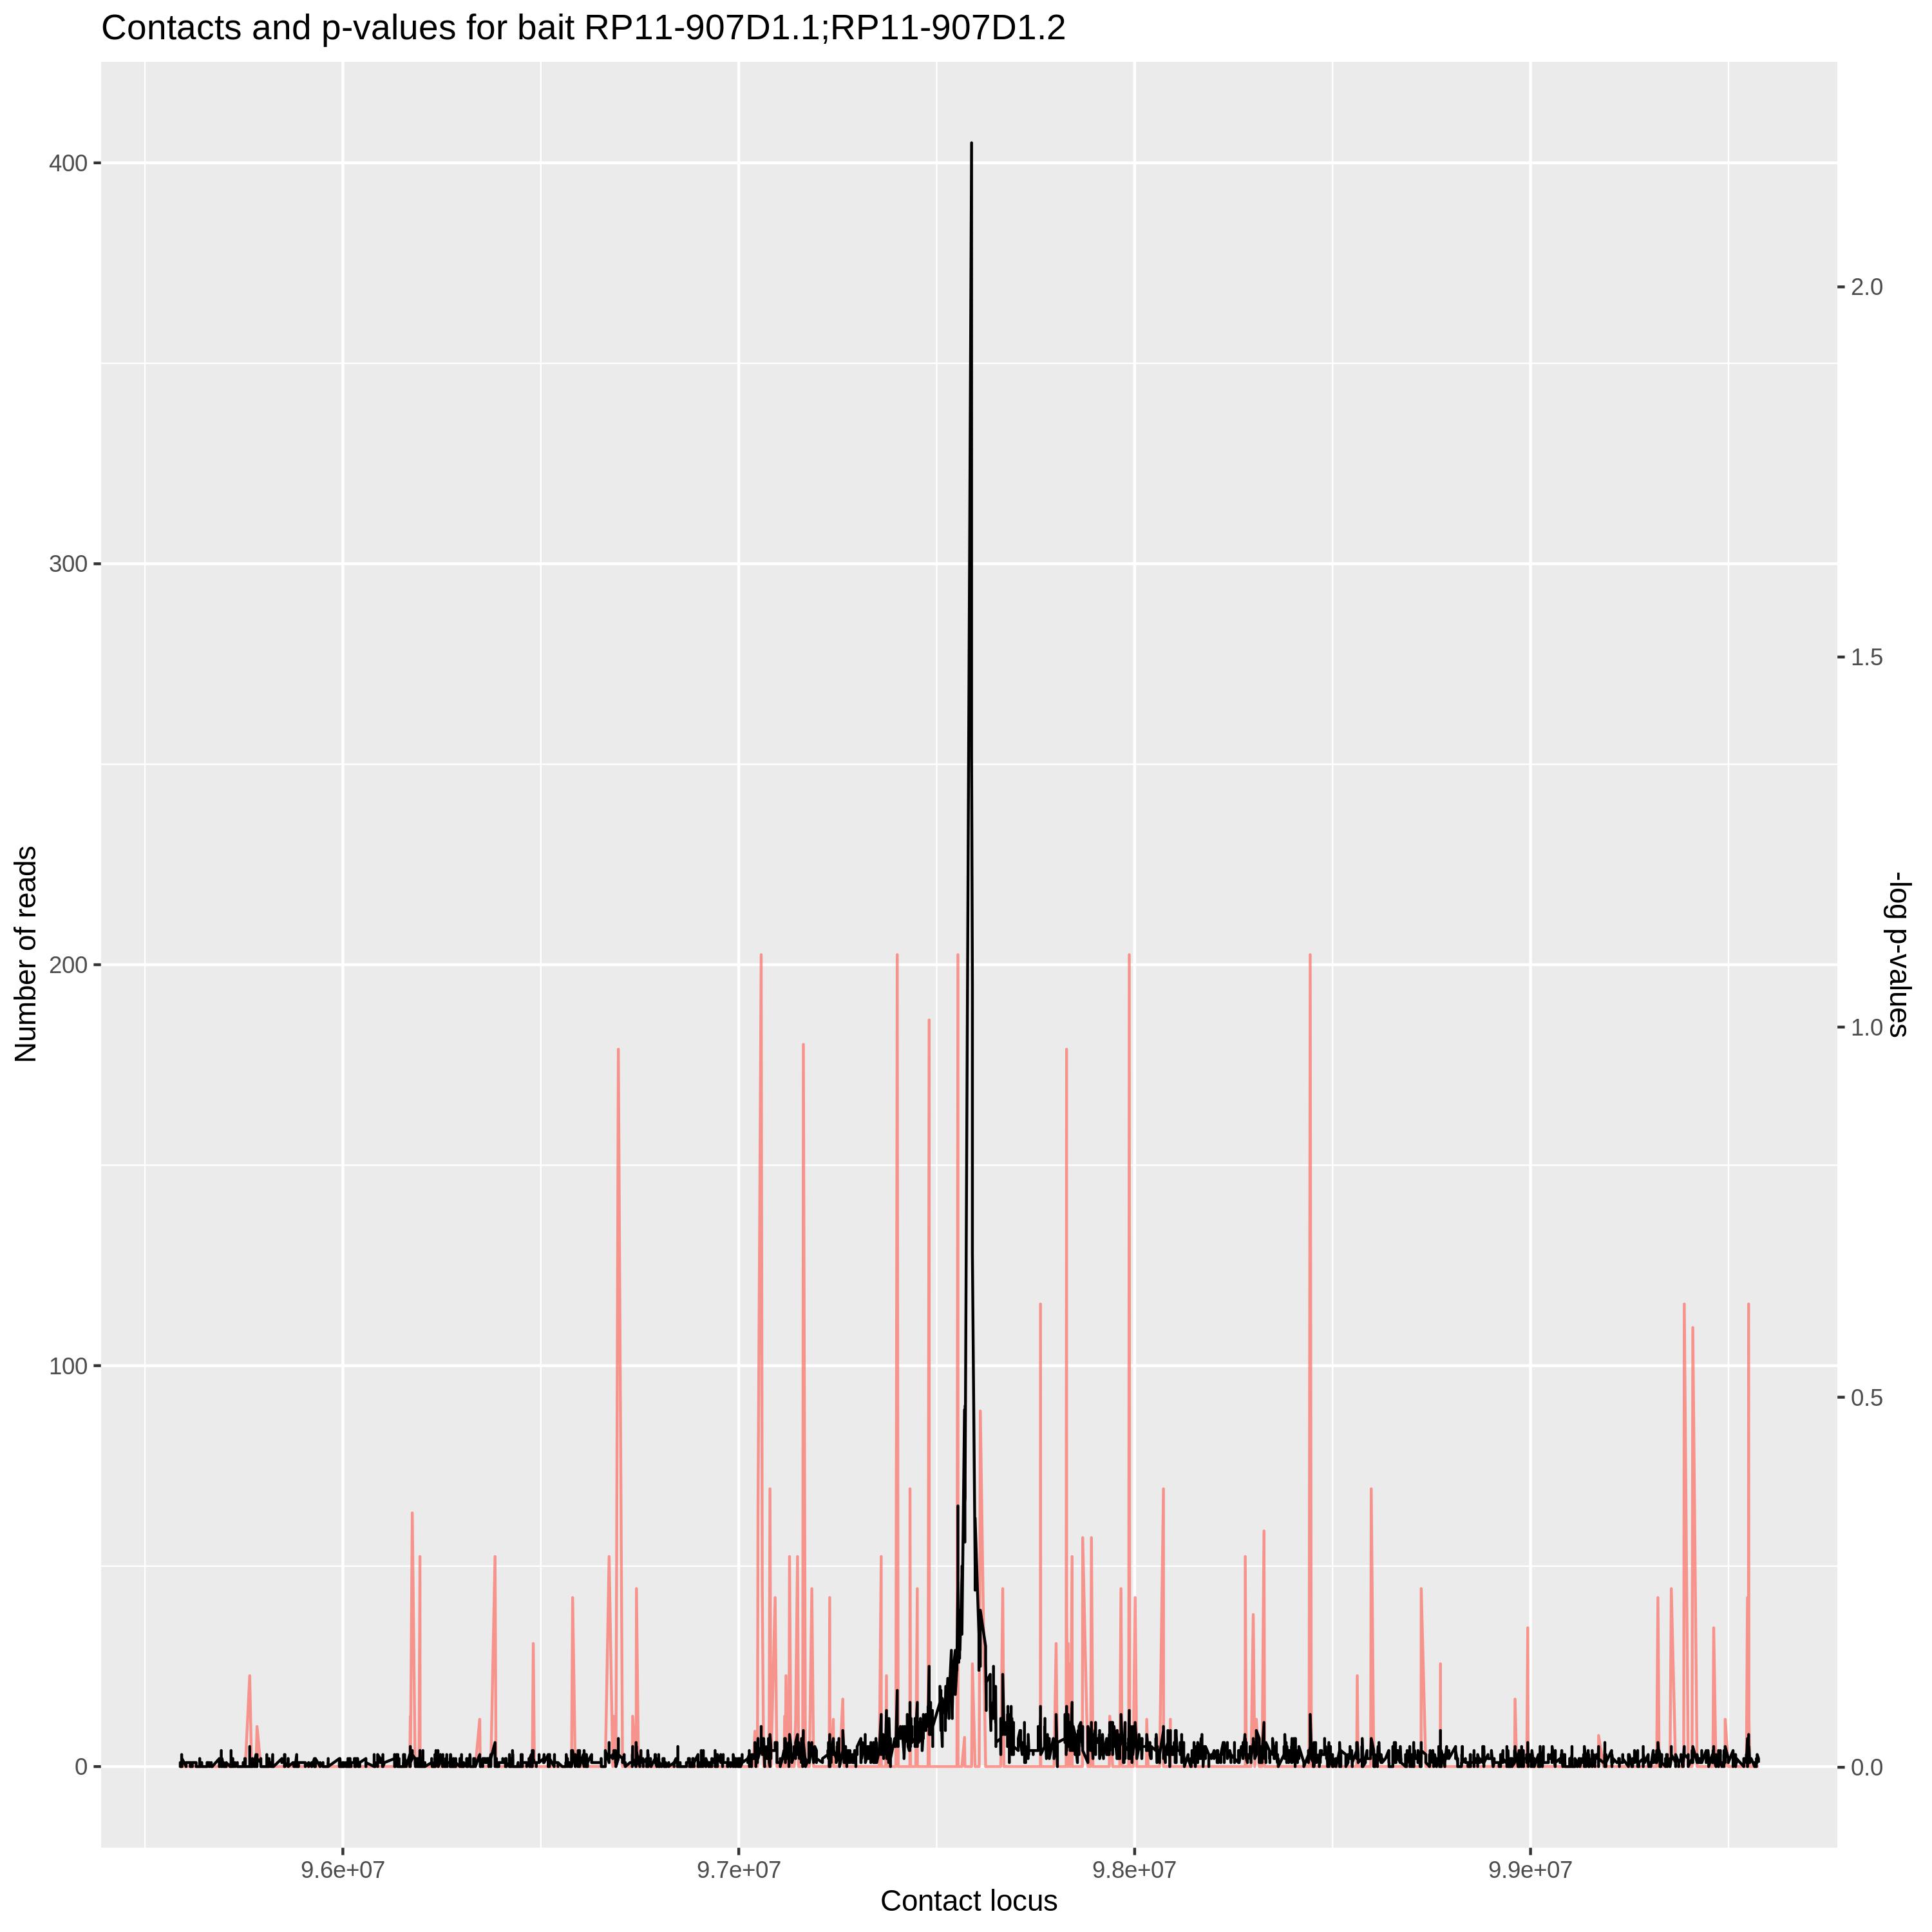 Contacts and p-values for bait RP11-907D1.1;RP11-907D1.2
Number of reads
400
300
200
100
0
2.0
1.5
1.0
0.5
0.0
-log p-values
9.6e+07
9.7e+07
9.8e+07
9.9e+07
Contact locus